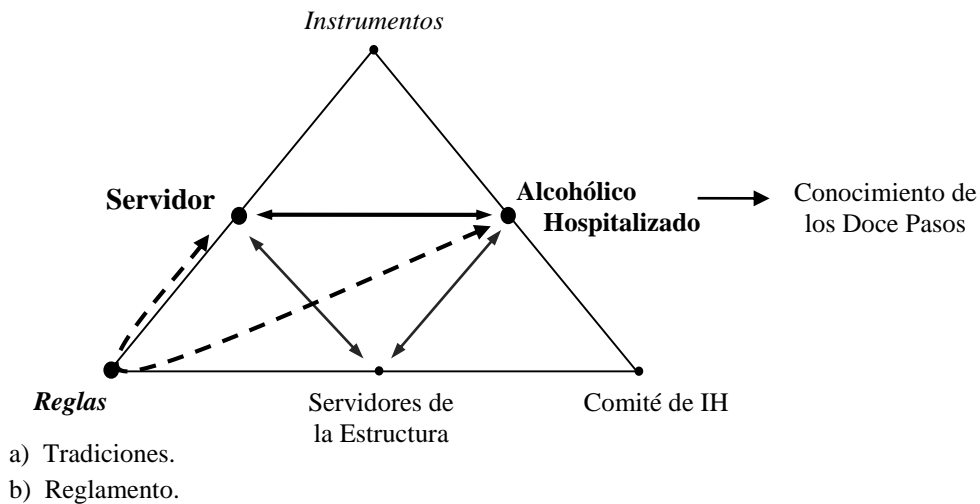 Instrumentos
Servidor
Alcohólico
Hospitalizado
Conocimiento de
los Doce Pasos
Reglas
Servidores de
la Estructura
Comité de IH
a) Tradiciones.
b) Reglamento.